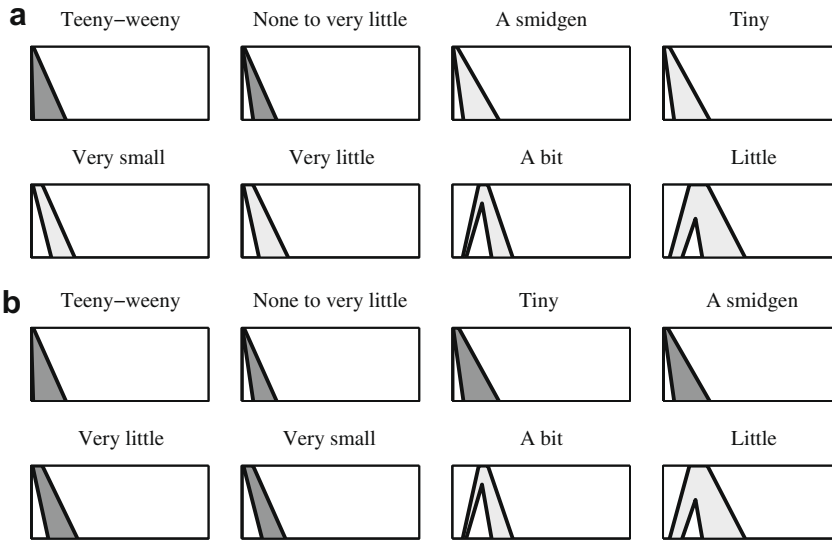 a
Teeny−weeny None to very little A smidgen Tiny
Very small Very little A bit Little
b
Teeny−weeny None to very little Tiny A smidgen
Very little Very small A bit Little